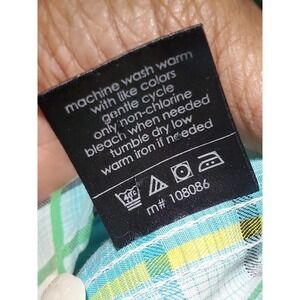 machine wash warm
with like colors
gentle cycle
only non-chlorine
bleach when needed
tumble dry low
warm iron if needed
m# 108086